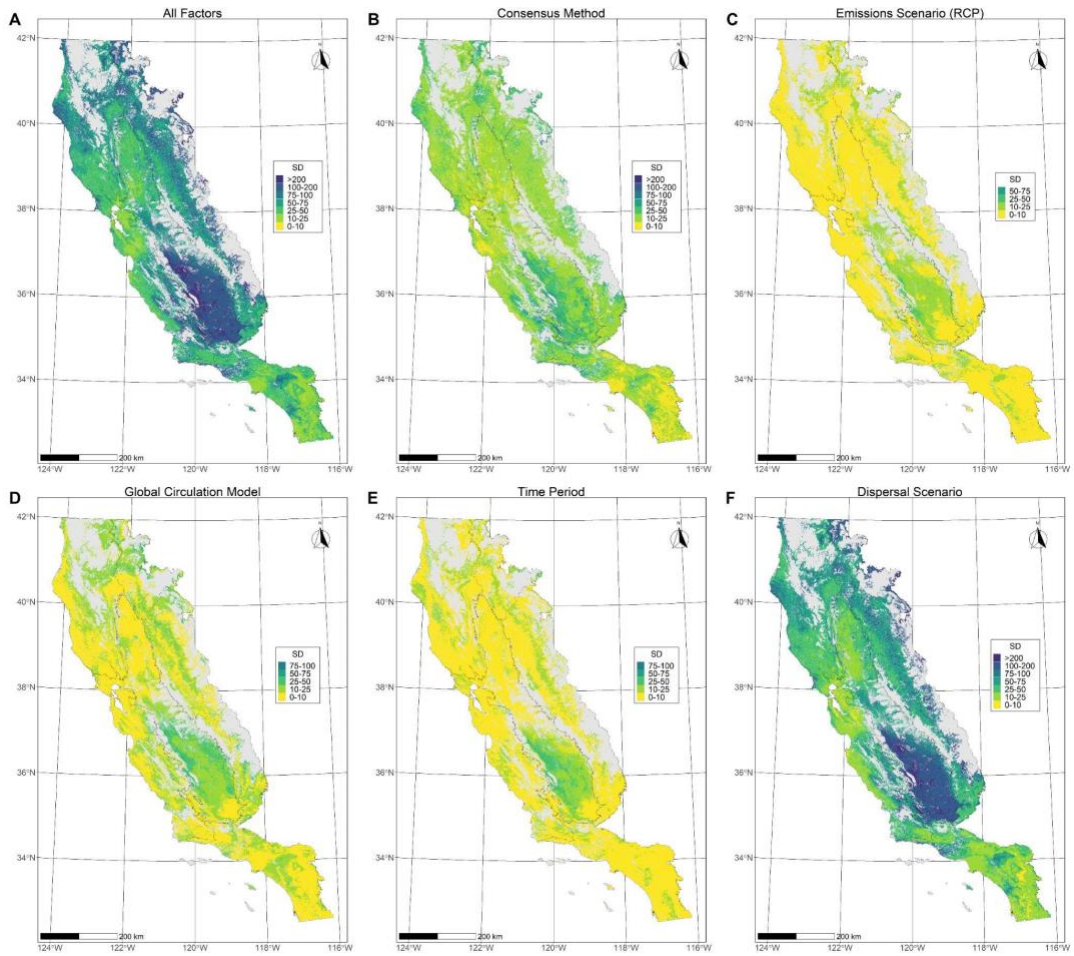 A All Factors
42°N
40°N
38°N
36°N
34°N
N
SD
>200
100-200
75-100
50-75
25-50
10-25
0-10
200 km
124°W 122°W 120°W 118°W 116°W
B Consensus Method
42°N
40°N
38°N
36°N
34°N
N
SD
>200
100-200
75-100
50-75
25-50
10-25
0-10
200 km
124°W 122°W 120°W 118°W 116°W
C Emissions Scenario (RCP)
42°N
40°N
38°N
36°N
34°N
N
SD
50-75
25-50
10-25
0-10
200 km
124°W 122°W 120°W 118°W 116°W
D Global Circulation Model
42°N
40°N
38°N
36°N
34°N
N
SD
75-100
50-75
25-50
10-25
0-10
200 km
124°W 122°W 120°W 118°W 116°W
E Time Period
42°N
40°N
38°N
36°N
34°N
N
SD
75-100
50-75
25-50
10-25
0-10
200 km
124°W 122°W 120°W 118°W 116°W
F Dispersal Scenario
42°N
40°N
38°N
36°N
34°N
N
SD
>200
100-200
75-100
50-75
25-50
10-25
0-10
200 km
124°W 122°W 120°W 118°W 116°W